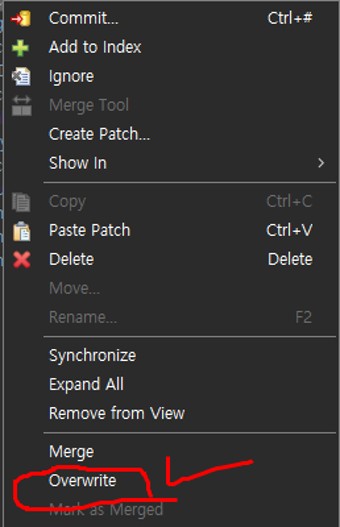 Commit... Ctrl+#
Add to Index
Ignore
Merge Tool
Create Patch...
Show In
Copy Ctrl+C
Paste Patch Ctrl+V
Delete Delete
Move...
Rename... F2
Synchronize
Expand All
Remove from View
Merge
Overwrite
Mark as Merged